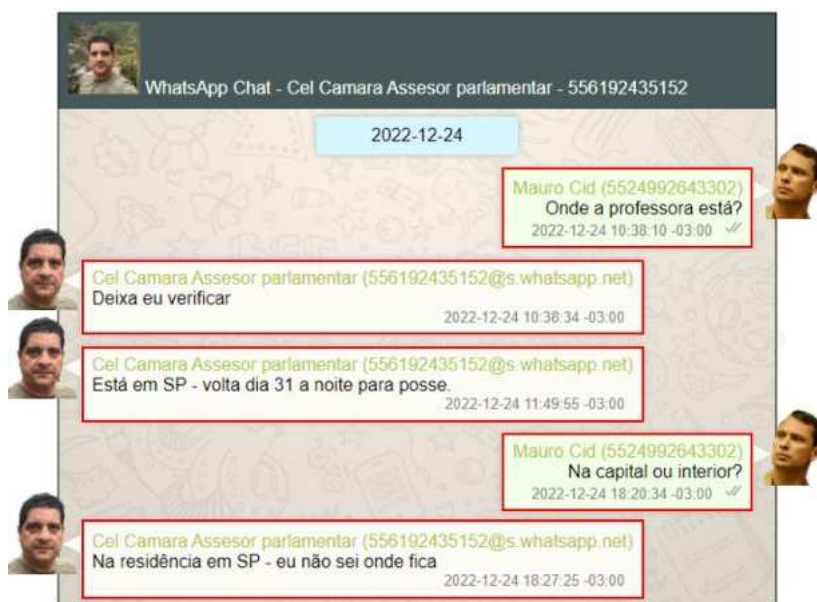 WhatsApp Chat - Cel Camara Assesor parlamentar - 556192435152
2022-12-24
Mauro Cid (5524992643302)
Onde a professora está?
2022-12-24 10:38:10 -03:00
Cel Camara Assesor parlamentar (556192435152@s.whatsapp.net)
Deixa eu verificar
2022-12-24 10:38:34 -03:00
Cel Camara Assesor parlamentar (556192435152@s.whatsapp.net)
Está em SP - volta dia 31 a noite para posse.
2022-12-24 11:49:55 -03:00
Mauro Cid (5524992643302)
Na capital ou interior?
2022-12-24 18:20:34 -03:00
Cel Camara Assesor parlamentar (556192435152@s.whatsapp.net)
Na residência em SP - eu não sei onde fica
2022-12-24 18:27:25 -03:00